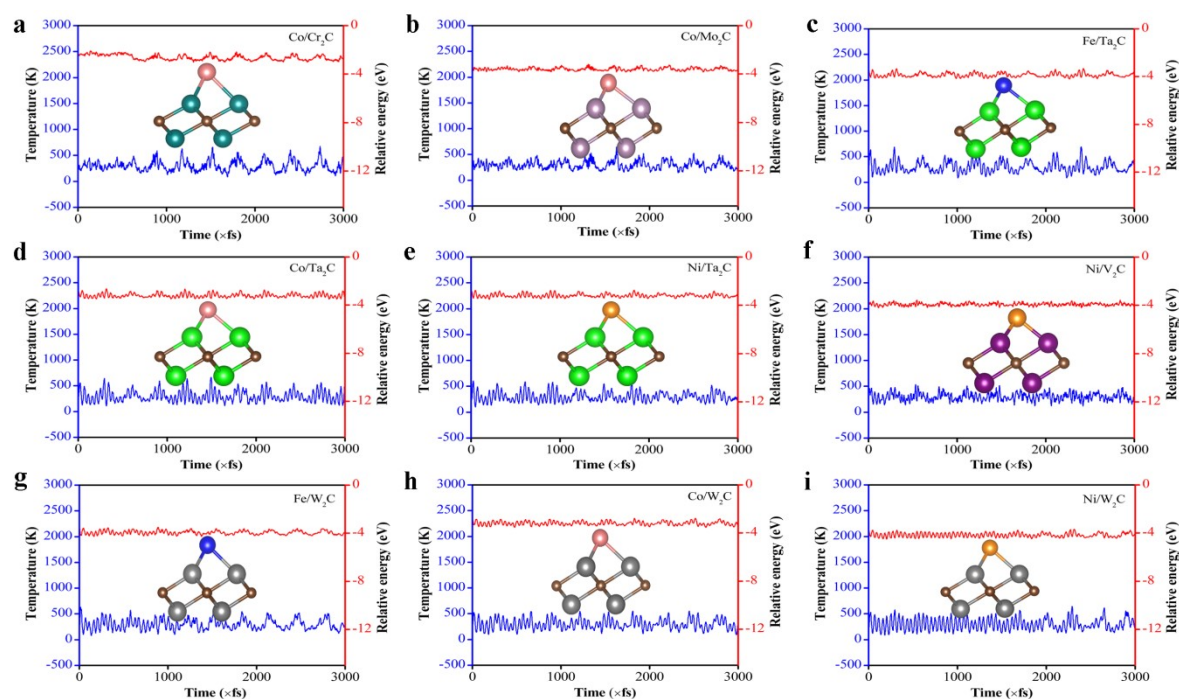 a
Co/Cr₂C
Temperature (K)
3000
2500
2000
1500
1000
500
0
-500
0
-4
-8
-12
Relative energy (eV)
0 1000 2000 3000
Time (×fs)
b
Co/Mo₂C
Temperature (K)
3000
2500
2000
1500
1000
500
0
-500
0
-4
-8
-12
Relative energy (eV)
0 1000 2000 3000
Time (×fs)
c
Fe/Ta₂C
Temperature (K)
3000
2500
2000
1500
1000
500
0
-500
0
-4
-8
-12
Relative energy (eV)
0 1000 2000 3000
Time (×fs)
d
Co/Ta₂C
Temperature (K)
3000
2500
2000
1500
1000
500
0
-500
0
-4
-8
-12
Relative energy (eV)
0 1000 2000 3000
Time (×fs)
e
Ni/Ta₂C
Temperature (K)
3000
2500
2000
1500
1000
500
0
-500
0
-4
-8
-12
Relative energy (eV)
0 1000 2000 3000
Time (×fs)
f
Ni/V₂C
Temperature (K)
3000
2500
2000
1500
1000
500
0
-500
0
-4
-8
-12
Relative energy (eV)
0 1000 2000 3000
Time (×fs)
g
Fe/W₂C
Temperature (K)
3000
2500
2000
1500
1000
500
0
-500
0
-4
-8
-12
Relative energy (eV)
0 1000 2000 3000
Time (×fs)
h
Co/W₂C
Temperature (K)
3000
2500
2000
1500
1000
500
0
-500
0
-4
-8
-12
Relative energy (eV)
0 1000 2000 3000
Time (×fs)
i
Ni/W₂C
Temperature (K)
3000
2500
2000
1500
1000
500
0
-500
0
-4
-8
-12
Relative energy (eV)
0 1000 2000 3000
Time (×fs)